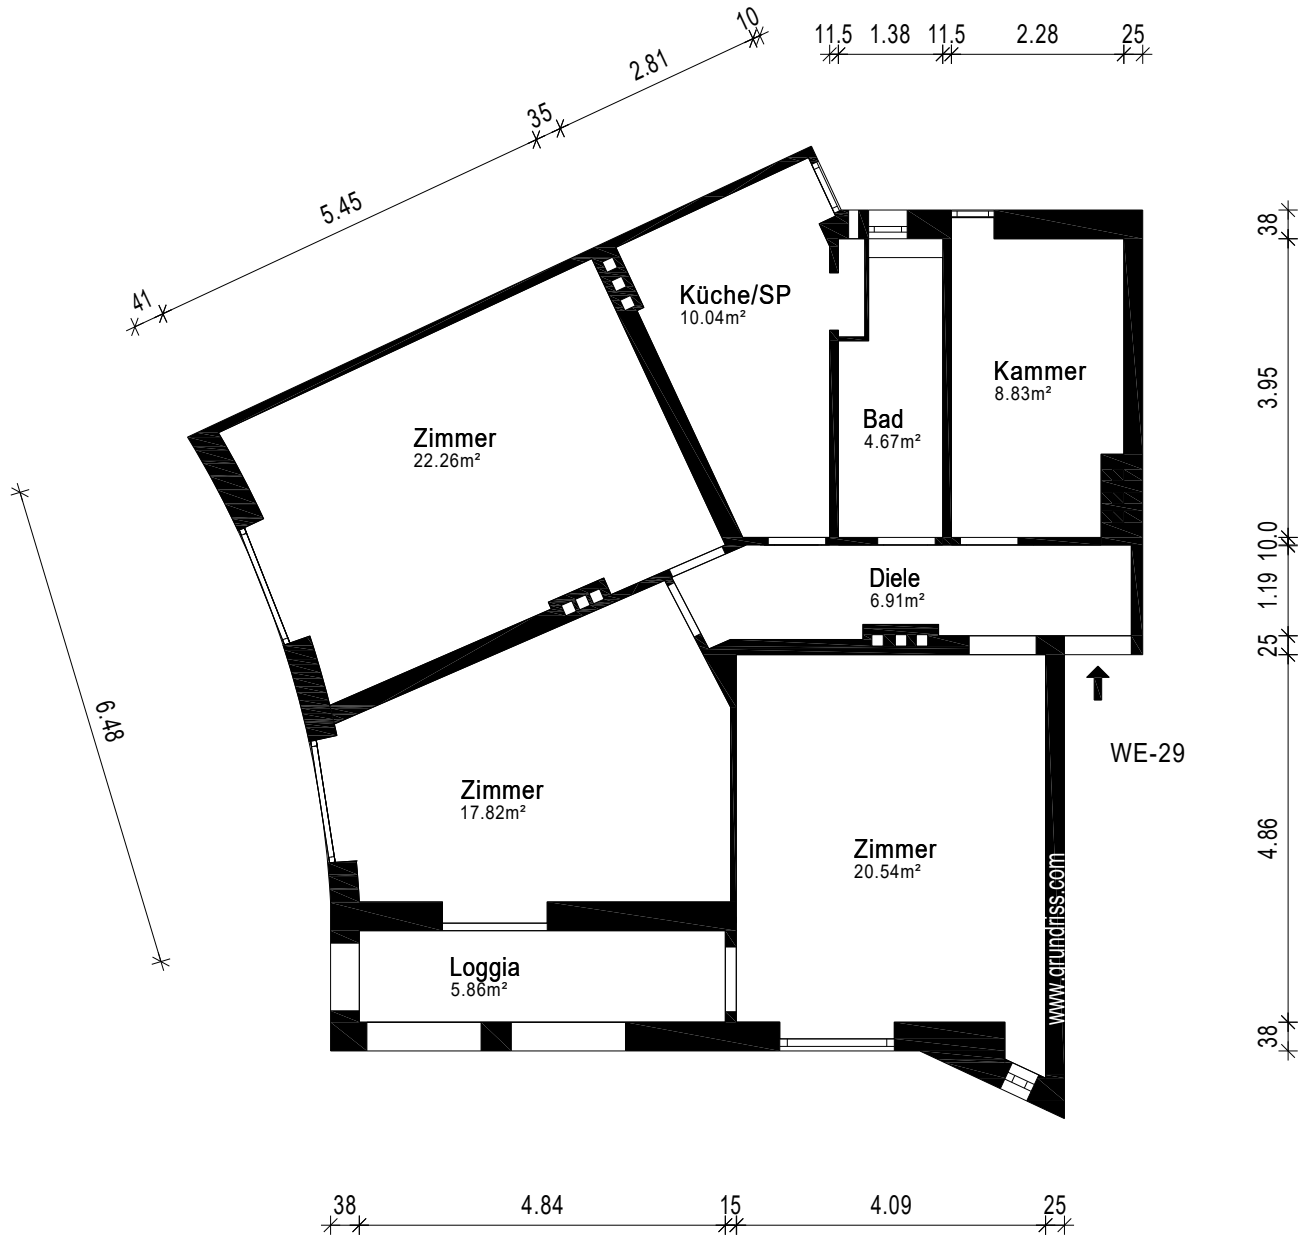 10
11.5 1.38 11.5 2.28 25
2.81
35
5.45
41
38
Küche/SP
10.04m²
Kammer
8.83m²
3.95
Bad
4.67m²
Zimmer
22.26m²
10.0
Diele
6.91m²
1.19
25
6.48
WE-29
Zimmer
17.82m²
Zimmer
20.54m²
4.86
www.grundriss.com
Loggia
5.86m²
38
38 4.84 15 4.09 25